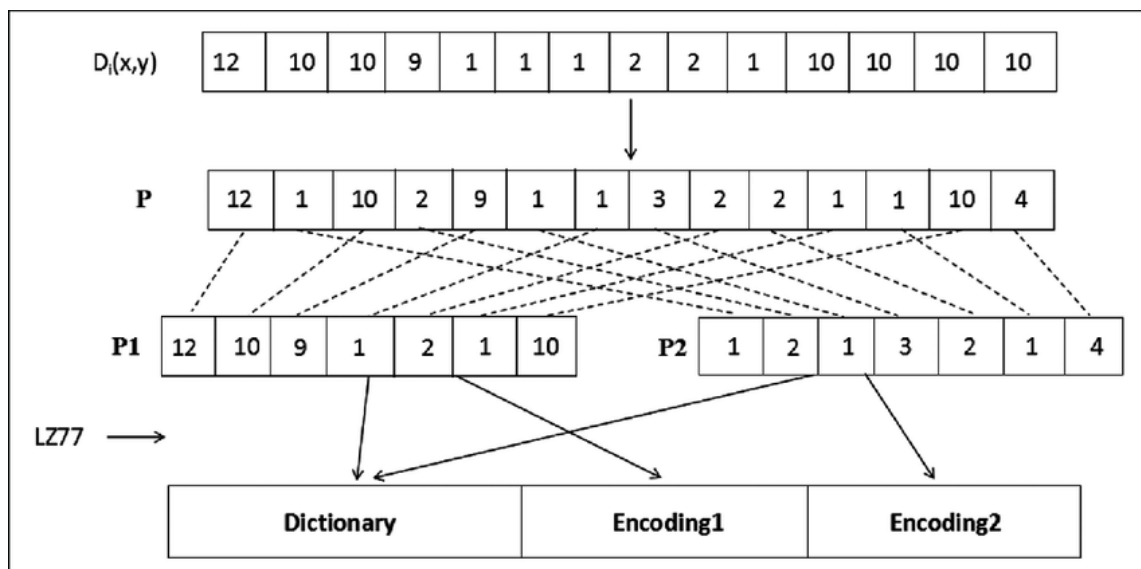 Dᵢ(x,y) 12 10 10 9 1 1 1 2 2 1 10 10 10 10
P 12 1 10 2 9 1 1 3 2 2 1 1 10 4
P1 12 10 9 1 2 1 10 P2 1 2 1 3 2 1 4
LZ77
Dictionary Encoding1 Encoding2